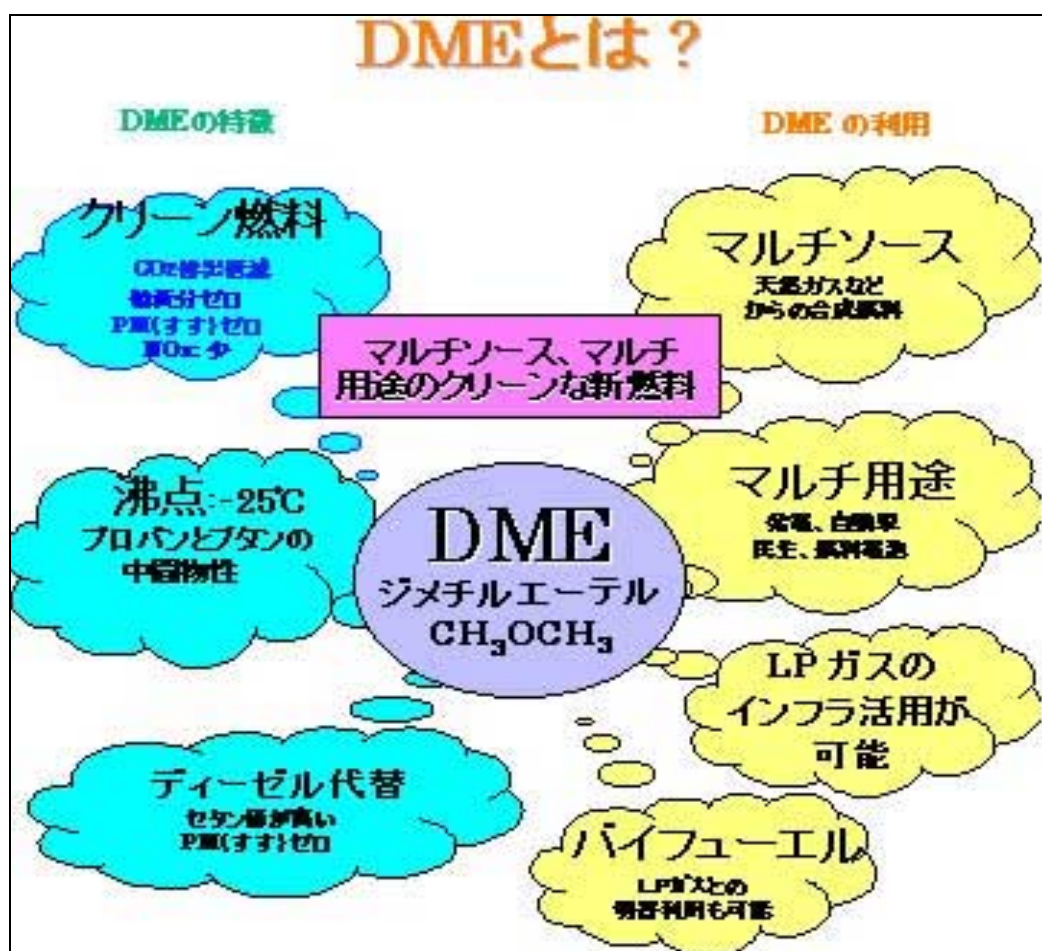 DMEとは？
DMEの特徴
DME の利用
クリーン燃料
CO2排出低減
硫黄分ゼロ
PM(すす)ゼロ
NOx 少
マルチソース
天然ガスなど
からの合成燃料
マルチソース、マルチ
用途のクリーンな新燃料
沸点:-25℃
プロパンとブタンの
中間物性
DME
ジメチルエーテル
CH₃OCH₃
マルチ用途
発電、自動車
民生、燃料電池
LP ガスの
インフラ活用が
可能
ディーゼル代替
セタン価が高い
PM(すす)ゼロ
バイフューエル
LPガスとの
利用も可能